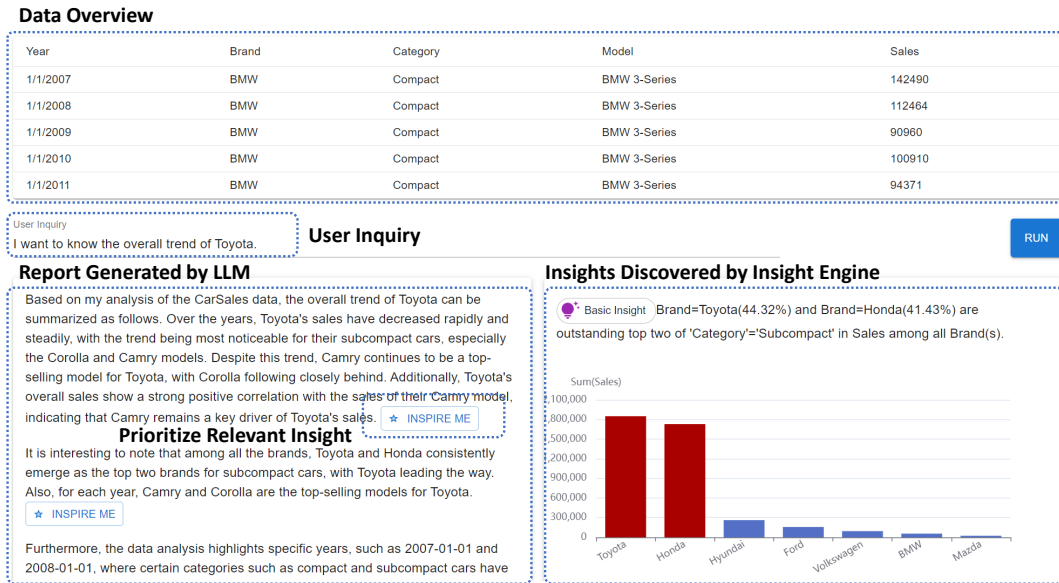 Data Overview
Year Brand Category Model Sales
1/1/2007 BMW Compact BMW 3-Series 142490
1/1/2008 BMW Compact BMW 3-Series 112464
1/1/2009 BMW Compact BMW 3-Series 90960
1/1/2010 BMW Compact BMW 3-Series 100910
1/1/2011 BMW Compact BMW 3-Series 94371
User Inquiry
I want to know the overall trend of Toyota.
User Inquiry
RUN
Report Generated by LLM
Based on my analysis of the CarSales data, the overall trend of Toyota can be
summarized as follows. Over the years, Toyota's sales have decreased rapidly and
steadily, with the trend being most noticeable for their subcompact cars, especially
the Corolla and Camry models. Despite this trend, Camry continues to be a top-
selling model for Toyota, with Corolla following closely behind. Additionally, Toyota's
overall sales show a strong positive correlation with the sales of their Camry model,
indicating that Camry remains a key driver of Toyota's sales. INSPIRE ME
Prioritize Relevant Insight
It is interesting to note that among all the brands, Toyota and Honda consistently
emerge as the top two brands for subcompact cars, with Toyota leading the way.
Also, for each year, Camry and Corolla are the top-selling models for Toyota.
INSPIRE ME
Furthermore, the data analysis highlights specific years, such as 2007-01-01 and
2008-01-01, where certain categories such as compact and subcompact cars have
Insights Discovered by Insight Engine
Basic Insight Brand=Toyota(44.32%) and Brand=Honda(41.43%) are
outstanding top two of 'Category'='Subcompact' in Sales among all Brand(s).
Sum(Sales)
,100,000
,800,000
,500,000
,200,000
900,000
600,000
300,000
0
Toyota Honda Hyundai Ford Volkswagen BMW Mazda